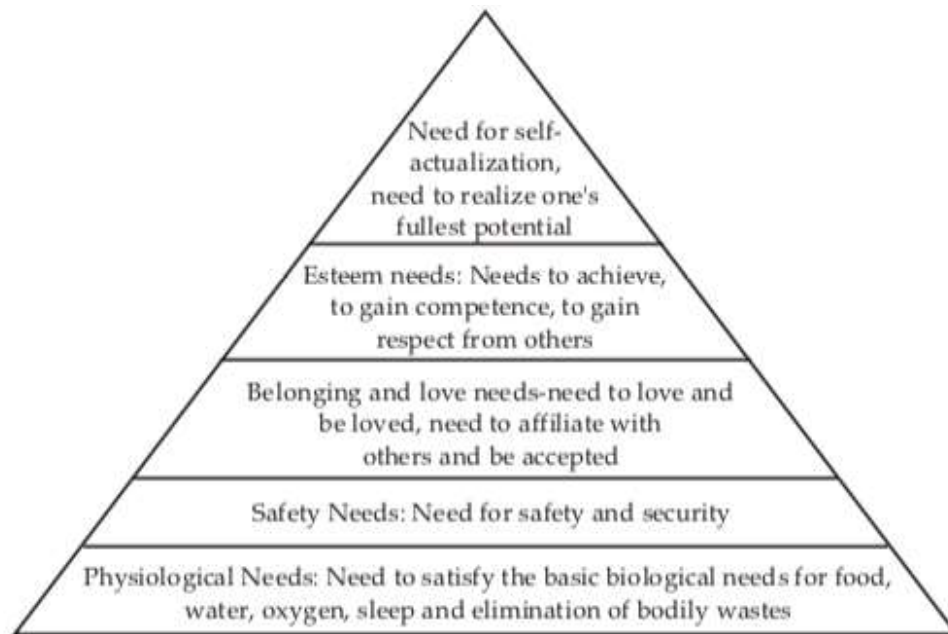 Need for self-
actualization,
need to realize one's
fullest potential
Esteem needs: Needs to achieve,
to gain competence, to gain
respect from others
Belonging and love needs-need to love and
be loved, need to affiliate with
others and be accepted
Safety Needs: Need for safety and security
Physiological Needs: Need to satisfy the basic biological needs for food,
water, oxygen, sleep and elimination of bodily wastes